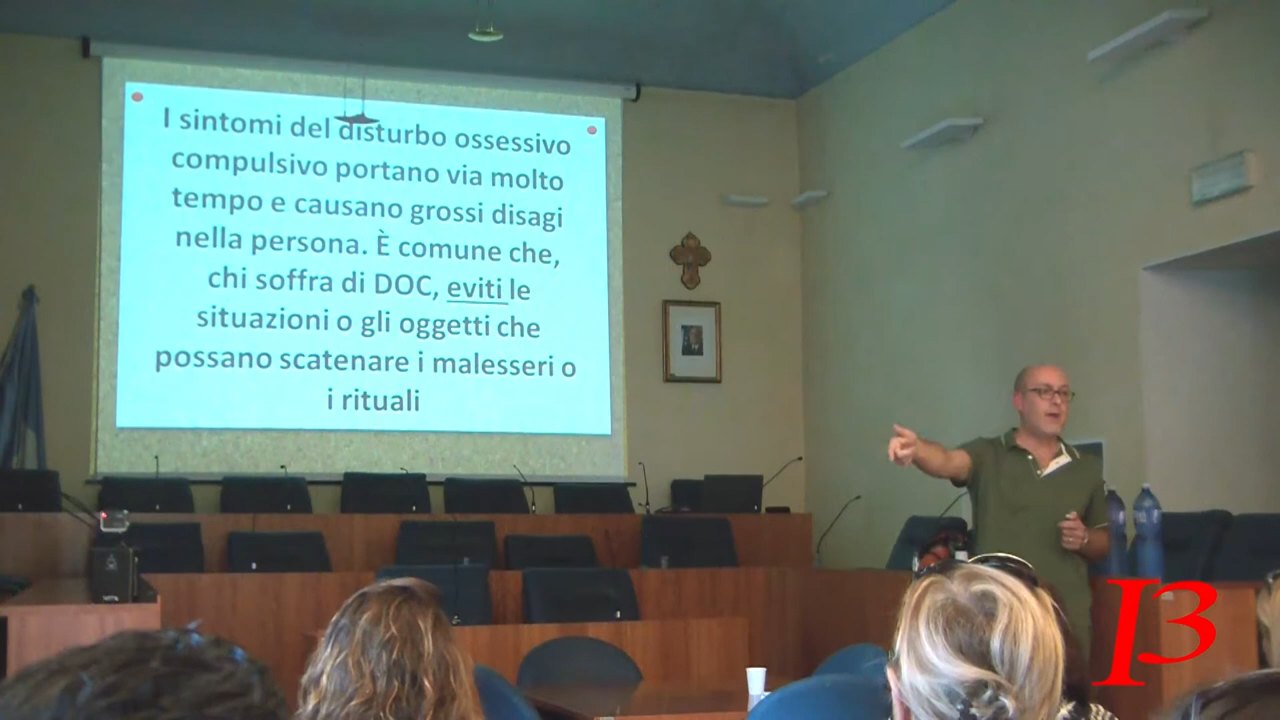 I sintomi del disturbo ossessivo
compulsivo portano via molto
tempo e causano grossi disagi
nella persona. È comune che,
chi soffra di DOC, eviti le
situazioni o gli oggetti che
possano scatenare i malesseri o
i rituali
I3